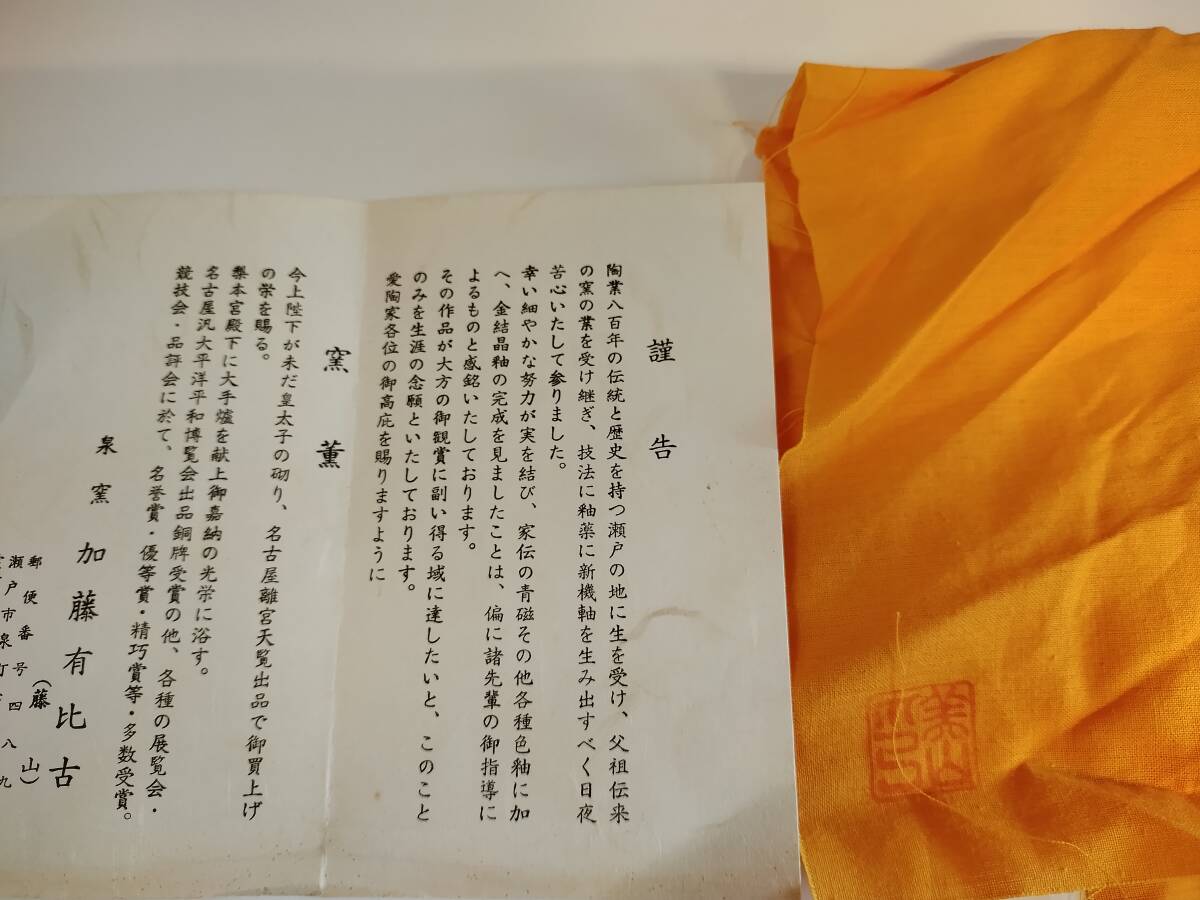 謹告
陶業八百年の伝統と歴史を持つ瀬戸の地に生を受け、父祖伝来
の窯の業を受け継ぎ、技法に釉薬に新機軸を生み出すべく日夜
苦心いたして参りました。
幸い細やかな努力が実を結び、家伝の青磁その他各種色釉に加
へ、金結晶釉の完成を見ましたことは、偏に諸先輩の御指導に
よるものと感銘いたしております。
その作品が大方の御観賞に副い得る域に達したいと、このこと
のみを生涯の念願といたしております。
愛陶家各位の御高庇を賜りますように
窯薫
今上陛下が未だ皇太子の砌り、名古屋離宮天覧出品で御買上げ
の栄を賜る。
梨本宮殿下に大手爐を献上御嘉納の光栄に浴す。
名古屋汎太平洋平和博覧会出品銅牌受賞の他、各種の展覧会・
競技会・品評会に於て、名誉賞・優等賞・精巧賞等・多数受賞。
泉窯 加藤有比古
(藤山)
郵便番号四八九
瀬戸市泉町